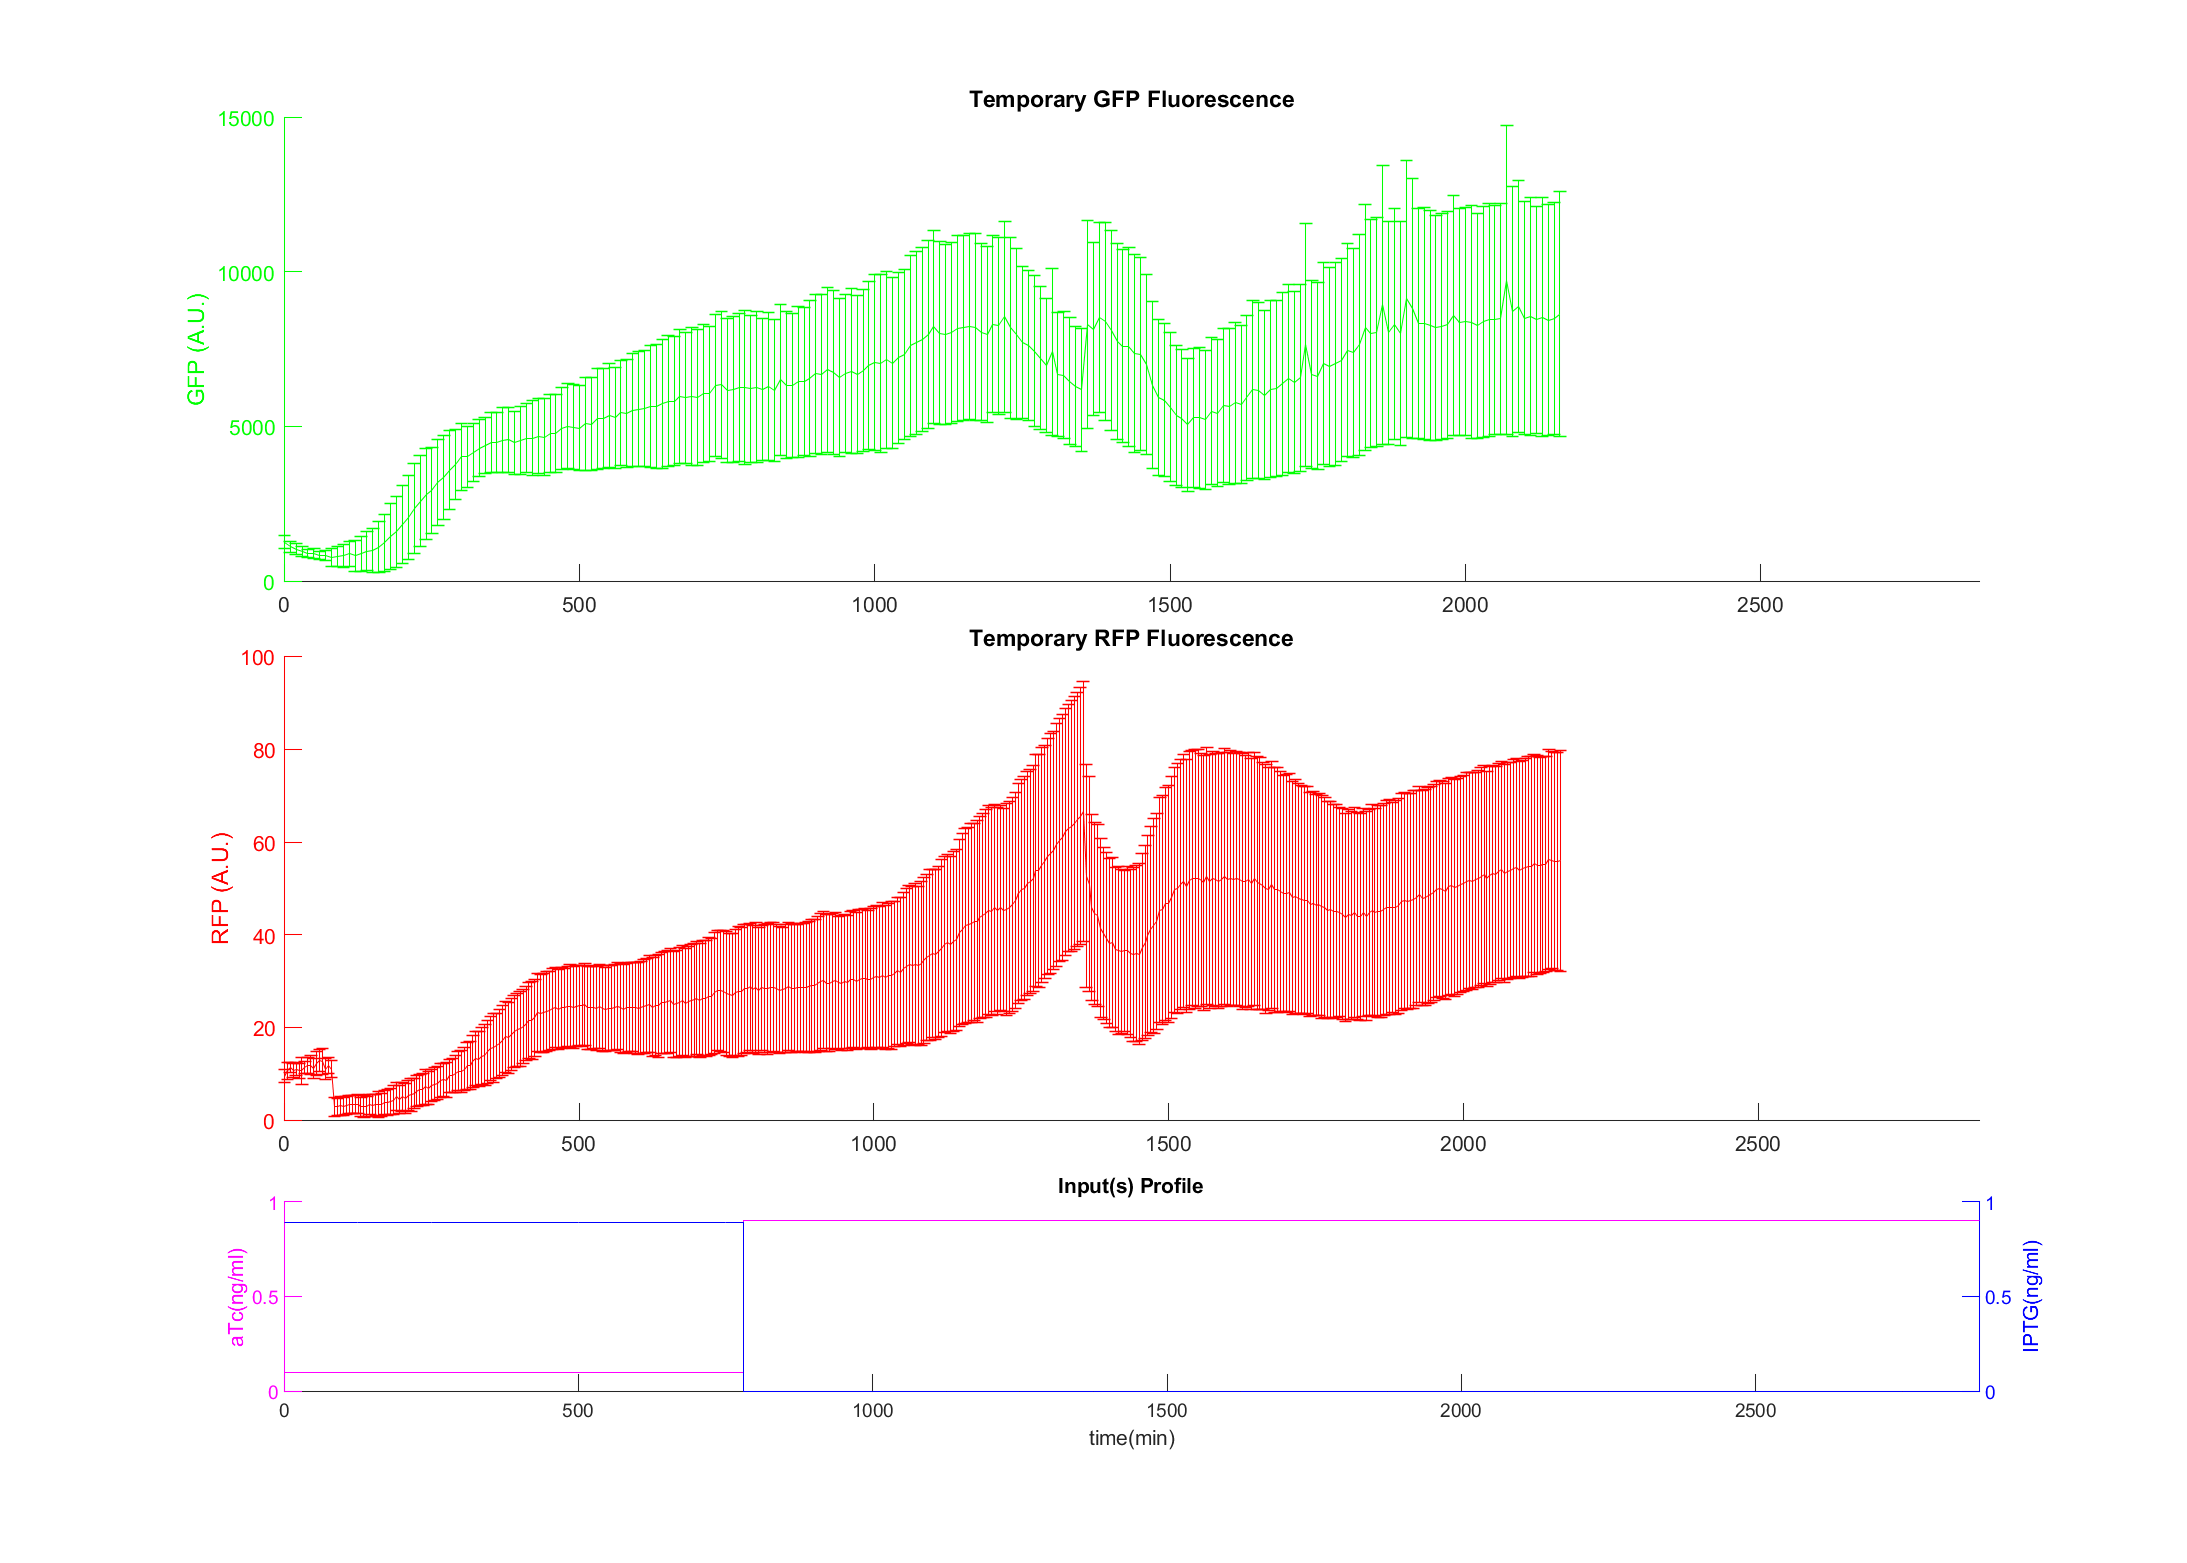 Temporary GFP Fluorescence
15000
10000
5000
0
GFP (A.U.)
0 500 1000 1500 2000 2500
Temporary RFP Fluorescence
100
80
60
40
20
0
RFP (A.U.)
0 500 1000 1500 2000 2500
Input(s) Profile
1
0.5
0
aTc(ng/ml)
1
0.5
0
IPTG(ng/ml)
0 500 1000 1500 2000 2500
time(min)